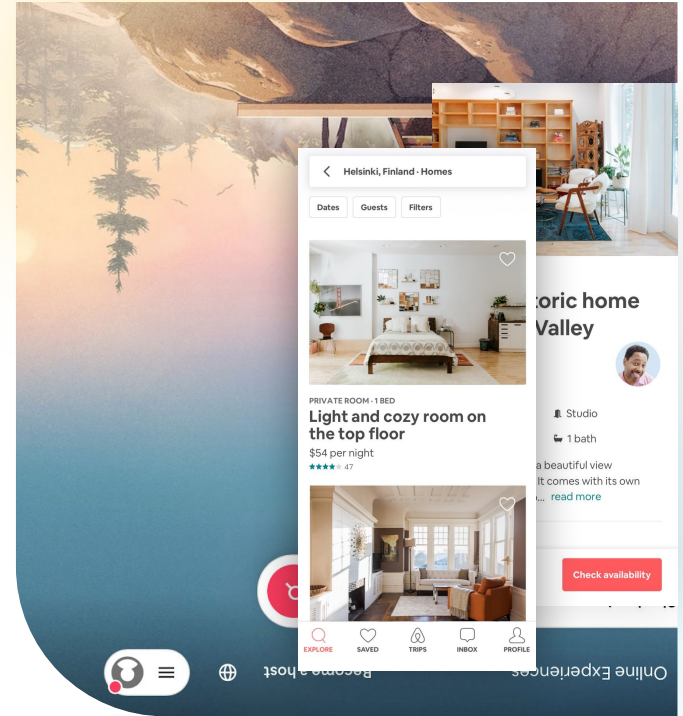 Helsinki, Finland · Homes
Dates
Guests
Filters
PRIVATE ROOM · 1 BED
Light and cozy room on
the top floor
$54 per night
47
EXPLORE
SAVED
TRIPS
INBOX
PROFILE
home
Valley
Studio
1 bath
a beautiful view
It comes with its own
... read more
Check availability
Become a host
Online Experiences